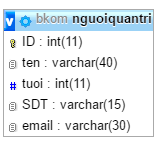 v bkom nguoiquantri
ID : int(11)
ten : varchar(40)
tuoi : int(11)
SDT : varchar(15)
email : varchar(30)